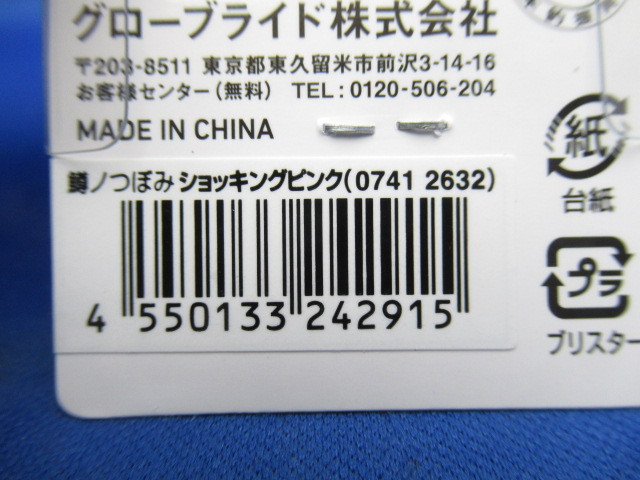 グローブライド株式会社
〒203-8511 東京都東久留米市前沢3-14-16
お客様センター(無料) TEL:0120-506-204
MADE IN CHINA
鱒ノつぼみ ショッキングピンク(0741 2632)
4 550133 242915
紙
台紙
プラ
ブリスター